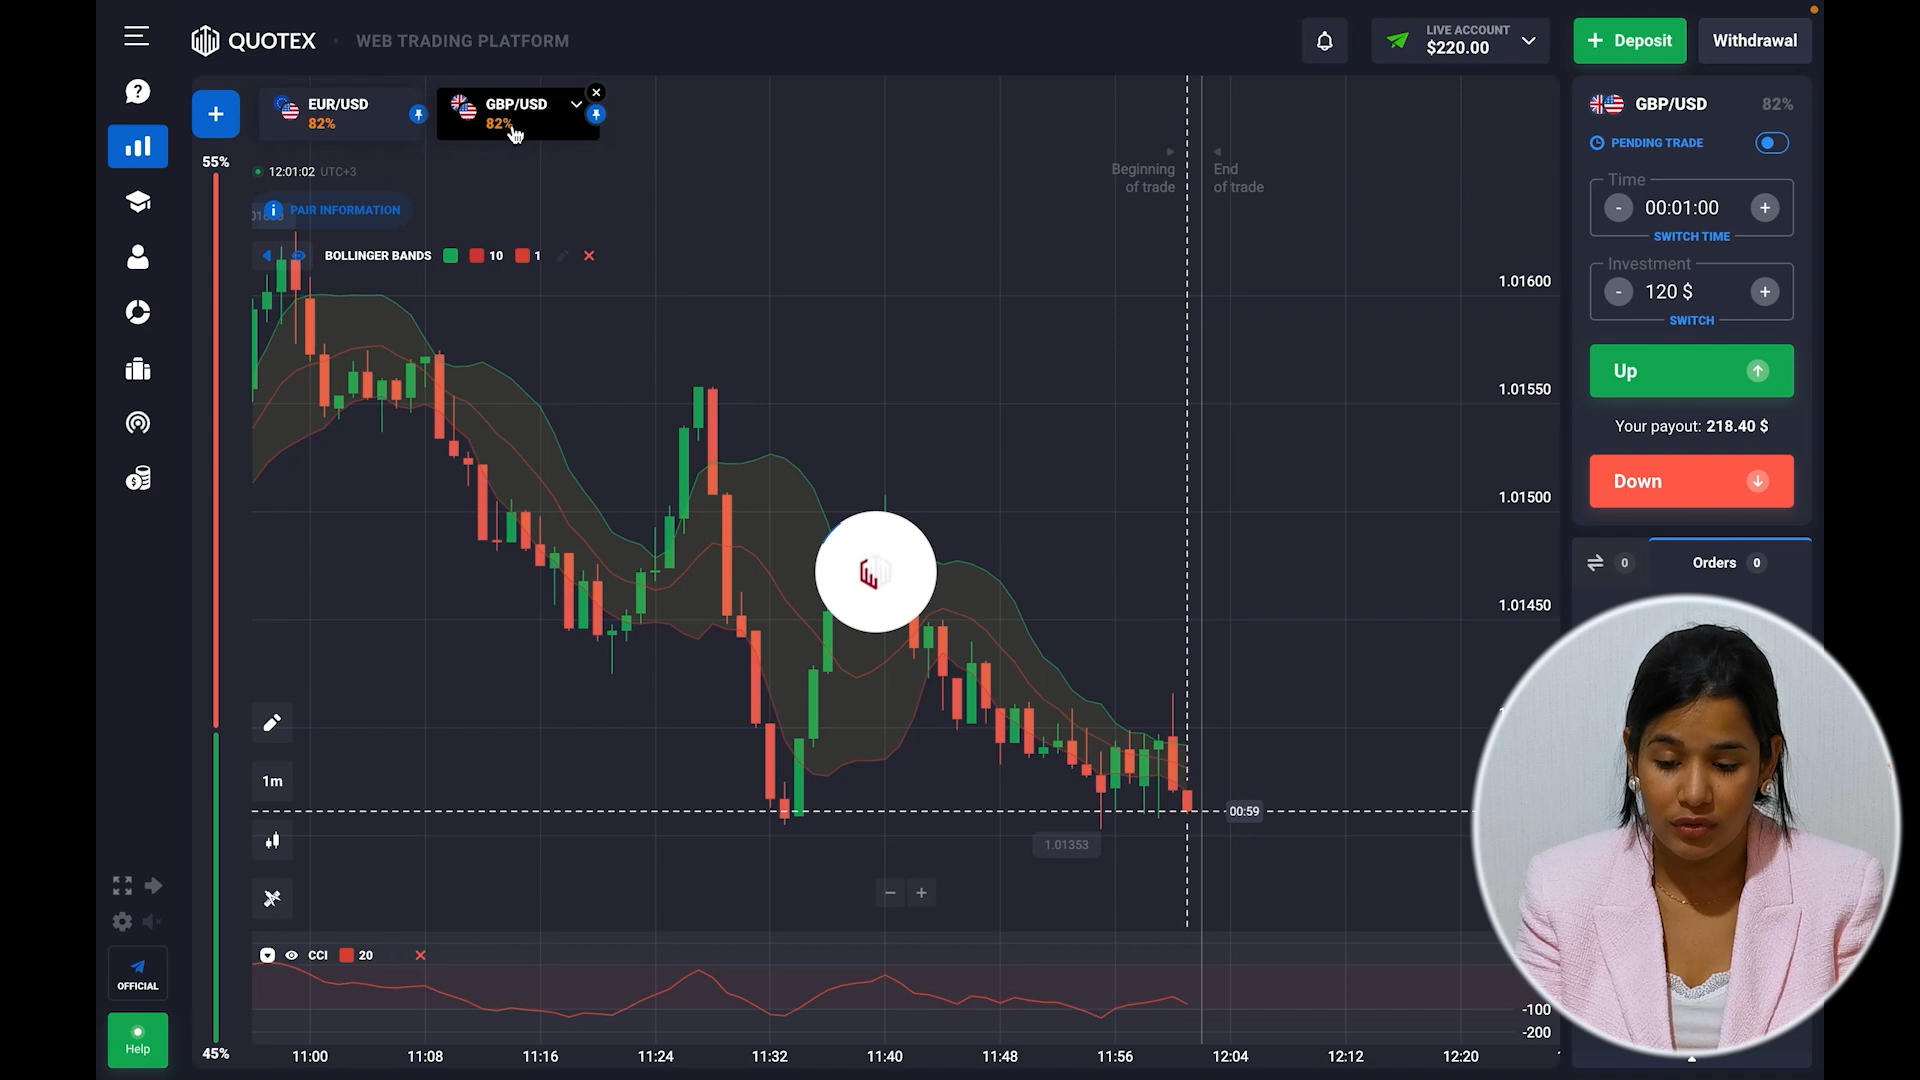 QUOTEX
WEB TRADING PLATFORM
LIVE ACCOUNT
$220.00
+ Deposit
Withdrawal
+
EUR/USD
82%
GBP/USD
82%
GBP/USD
82%
PENDING TRADE
55%
12:01:02 UTC+3
PAIR INFORMATION
Beginning
of trade
End
of trade
Time
- 00:01:00 +
SWITCH TIME
BOLLINGER BANDS 10 1
Investment
- 120 $ +
SWITCH
1.01600
1.01550
1.01500
1.01450
Up
Your payout: 218.40 $
Down
0
Orders 0
1m
00:59
1.01353
- +
CCI 20
-100
-200
OFFICIAL
Help
45%
11:00 11:08 11:16 11:24 11:32 11:40 11:48 11:56 12:04 12:12 12:20